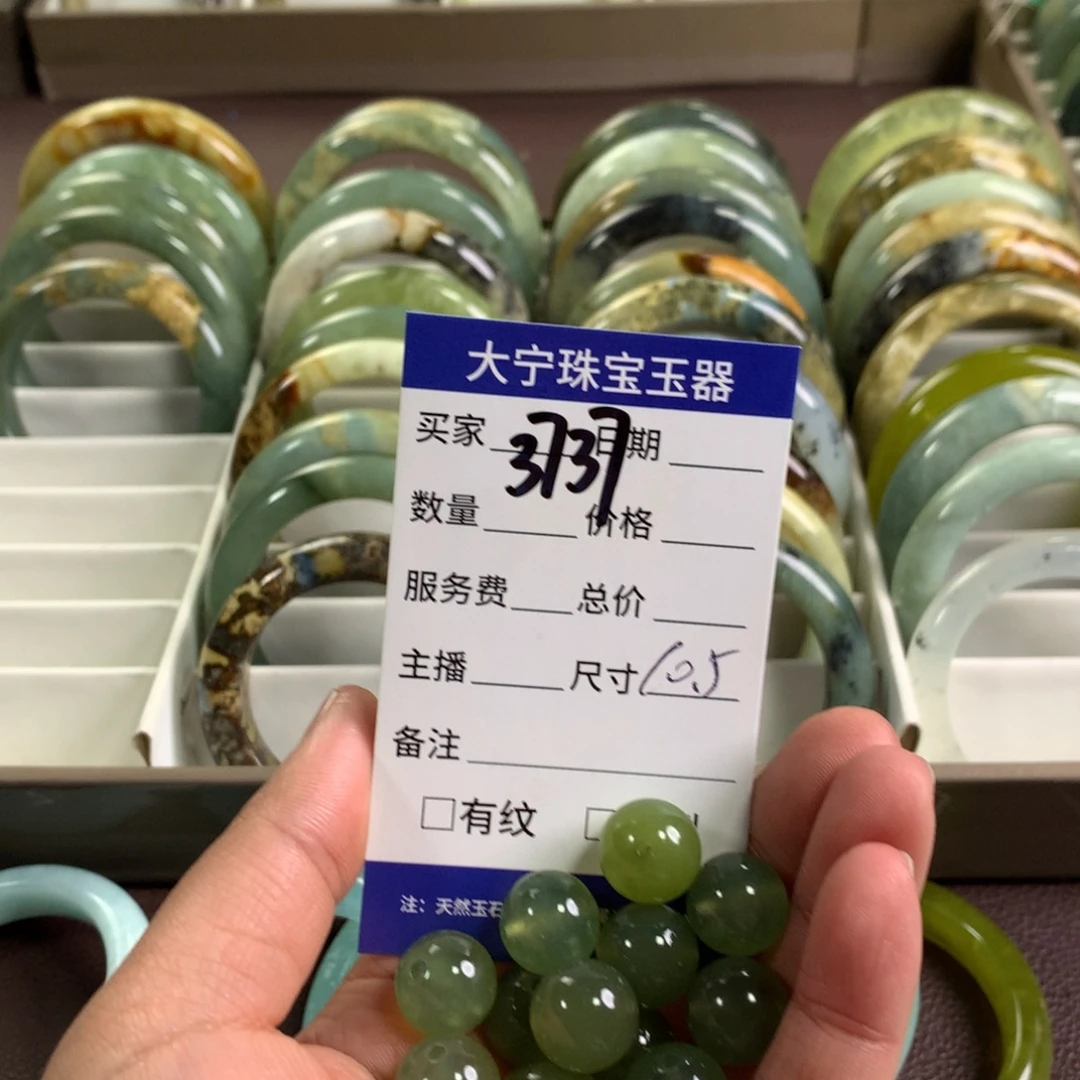 大宁珠宝玉器
买家 3737 日期
数量 价格
服务费 总价
主播 尺寸 10.5
备注
□有纹 □
注：天然玉石